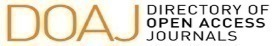 DOAJ DIRECTORY OF
OPEN ACCESS
JOURNALS